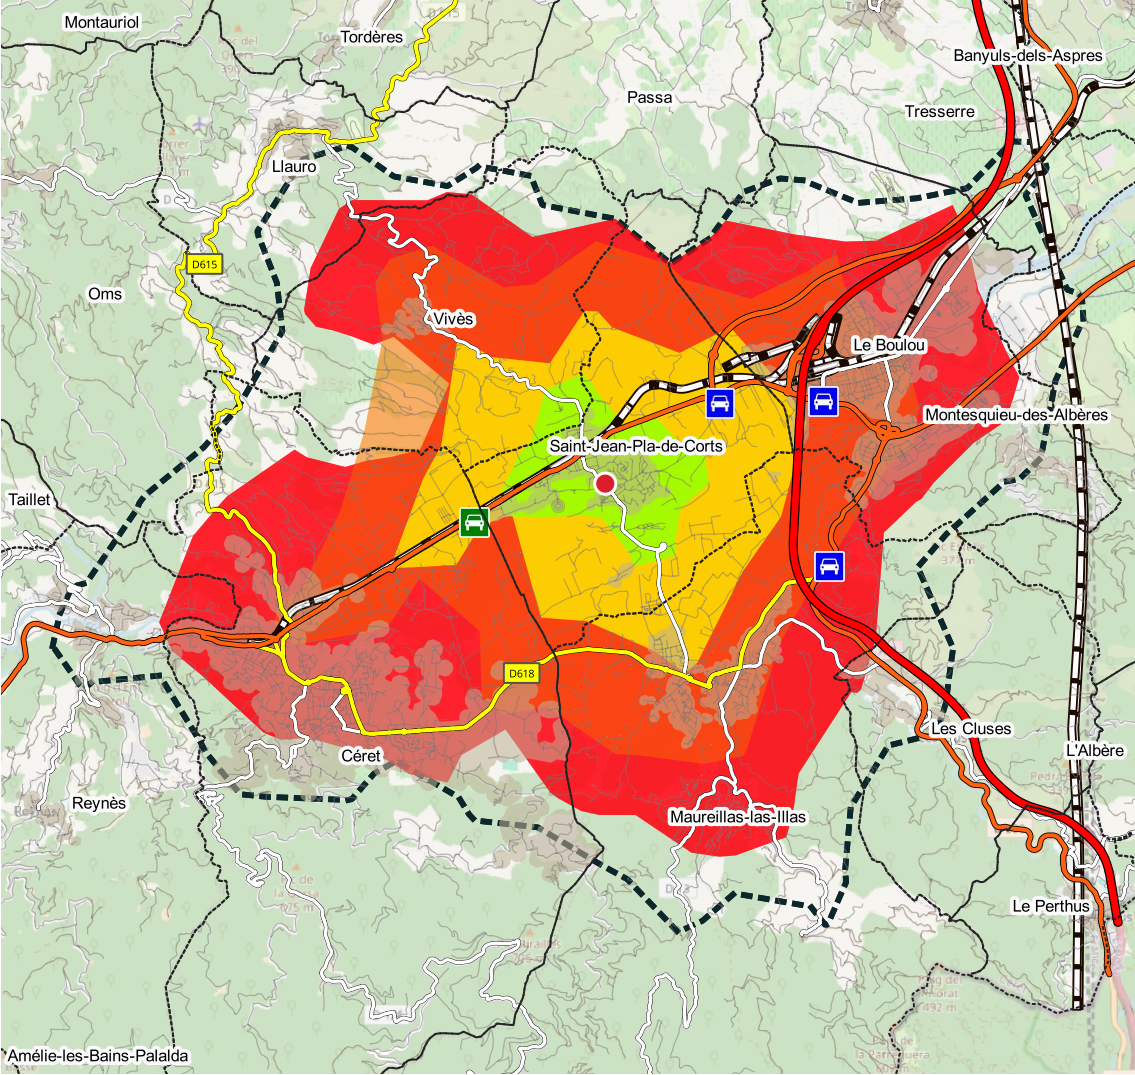 Montauriol
Tordères
Banyuls-dels-Aspres
Passa
Tresserre
Llauro
D615
Oms
Vivès
Le Boulou
Montesquieu-des-Albères
Saint-Jean-Pla-de-Corts
Taillet
D618
Les Cluses
L'Albère
Céret
Reynès
Maureillas-las-Illas
Le Perthus
492 m
Amélie-les-Bains-Palalda